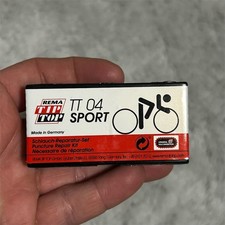 REMA
TIP
TOP
TT 04
SPORT
Made in Germany
Schlauch-Reparatur-Set
Puncture Repair Kit
Nécessaire de réparation